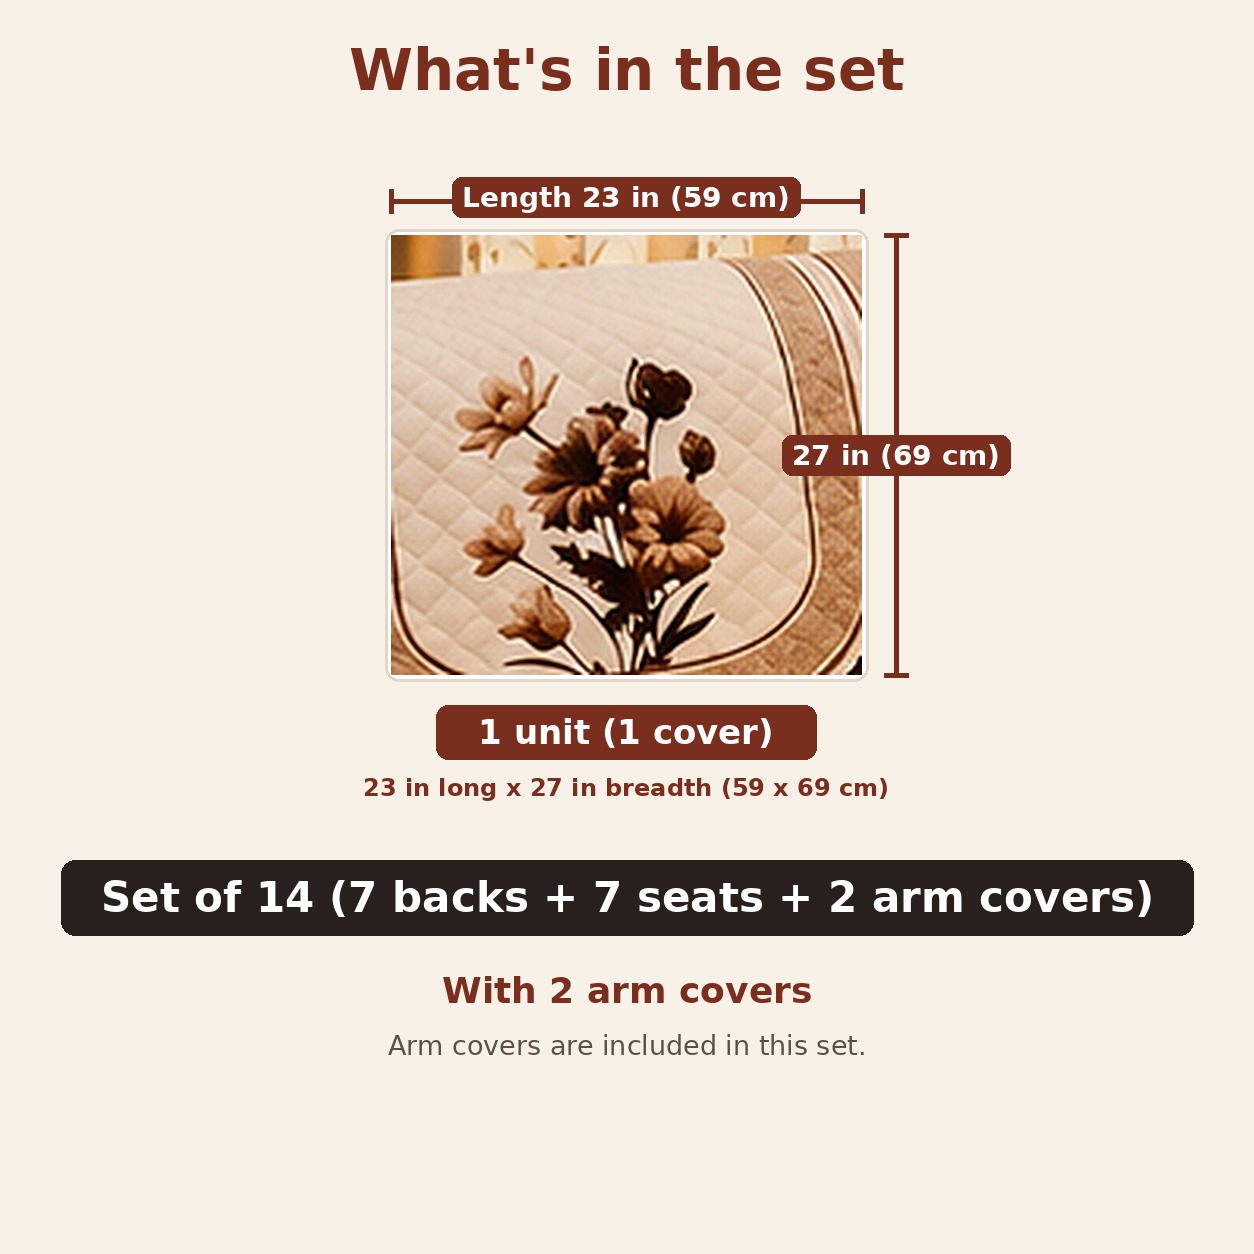 What's in the set
Length 23 in (59 cm)
27 in (69 cm)
1 unit (1 cover)
23 in long x 27 in breadth (59 x 69 cm)
Set of 14 (7 backs + 7 seats + 2 arm covers)
With 2 arm covers
Arm covers are included in this set.